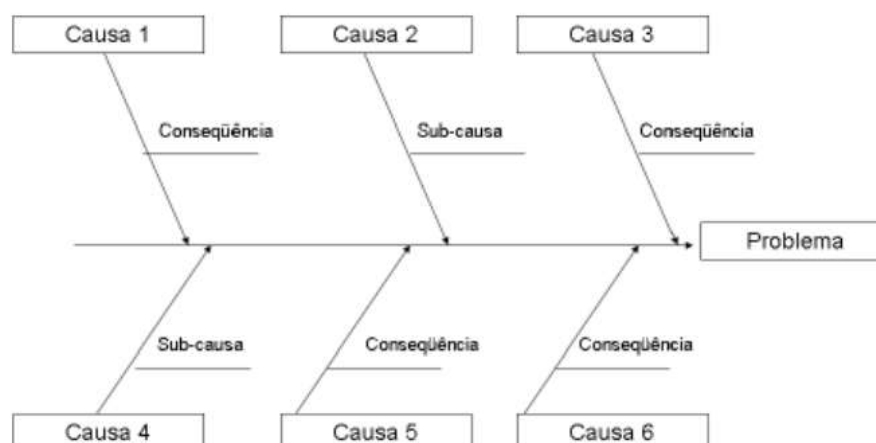 Causa 1
Causa 2
Causa 3
Conseqüência
Sub-causa
Conseqüência
Problema
Sub-causa
Conseqüência
Conseqüência
Causa 4
Causa 5
Causa 6